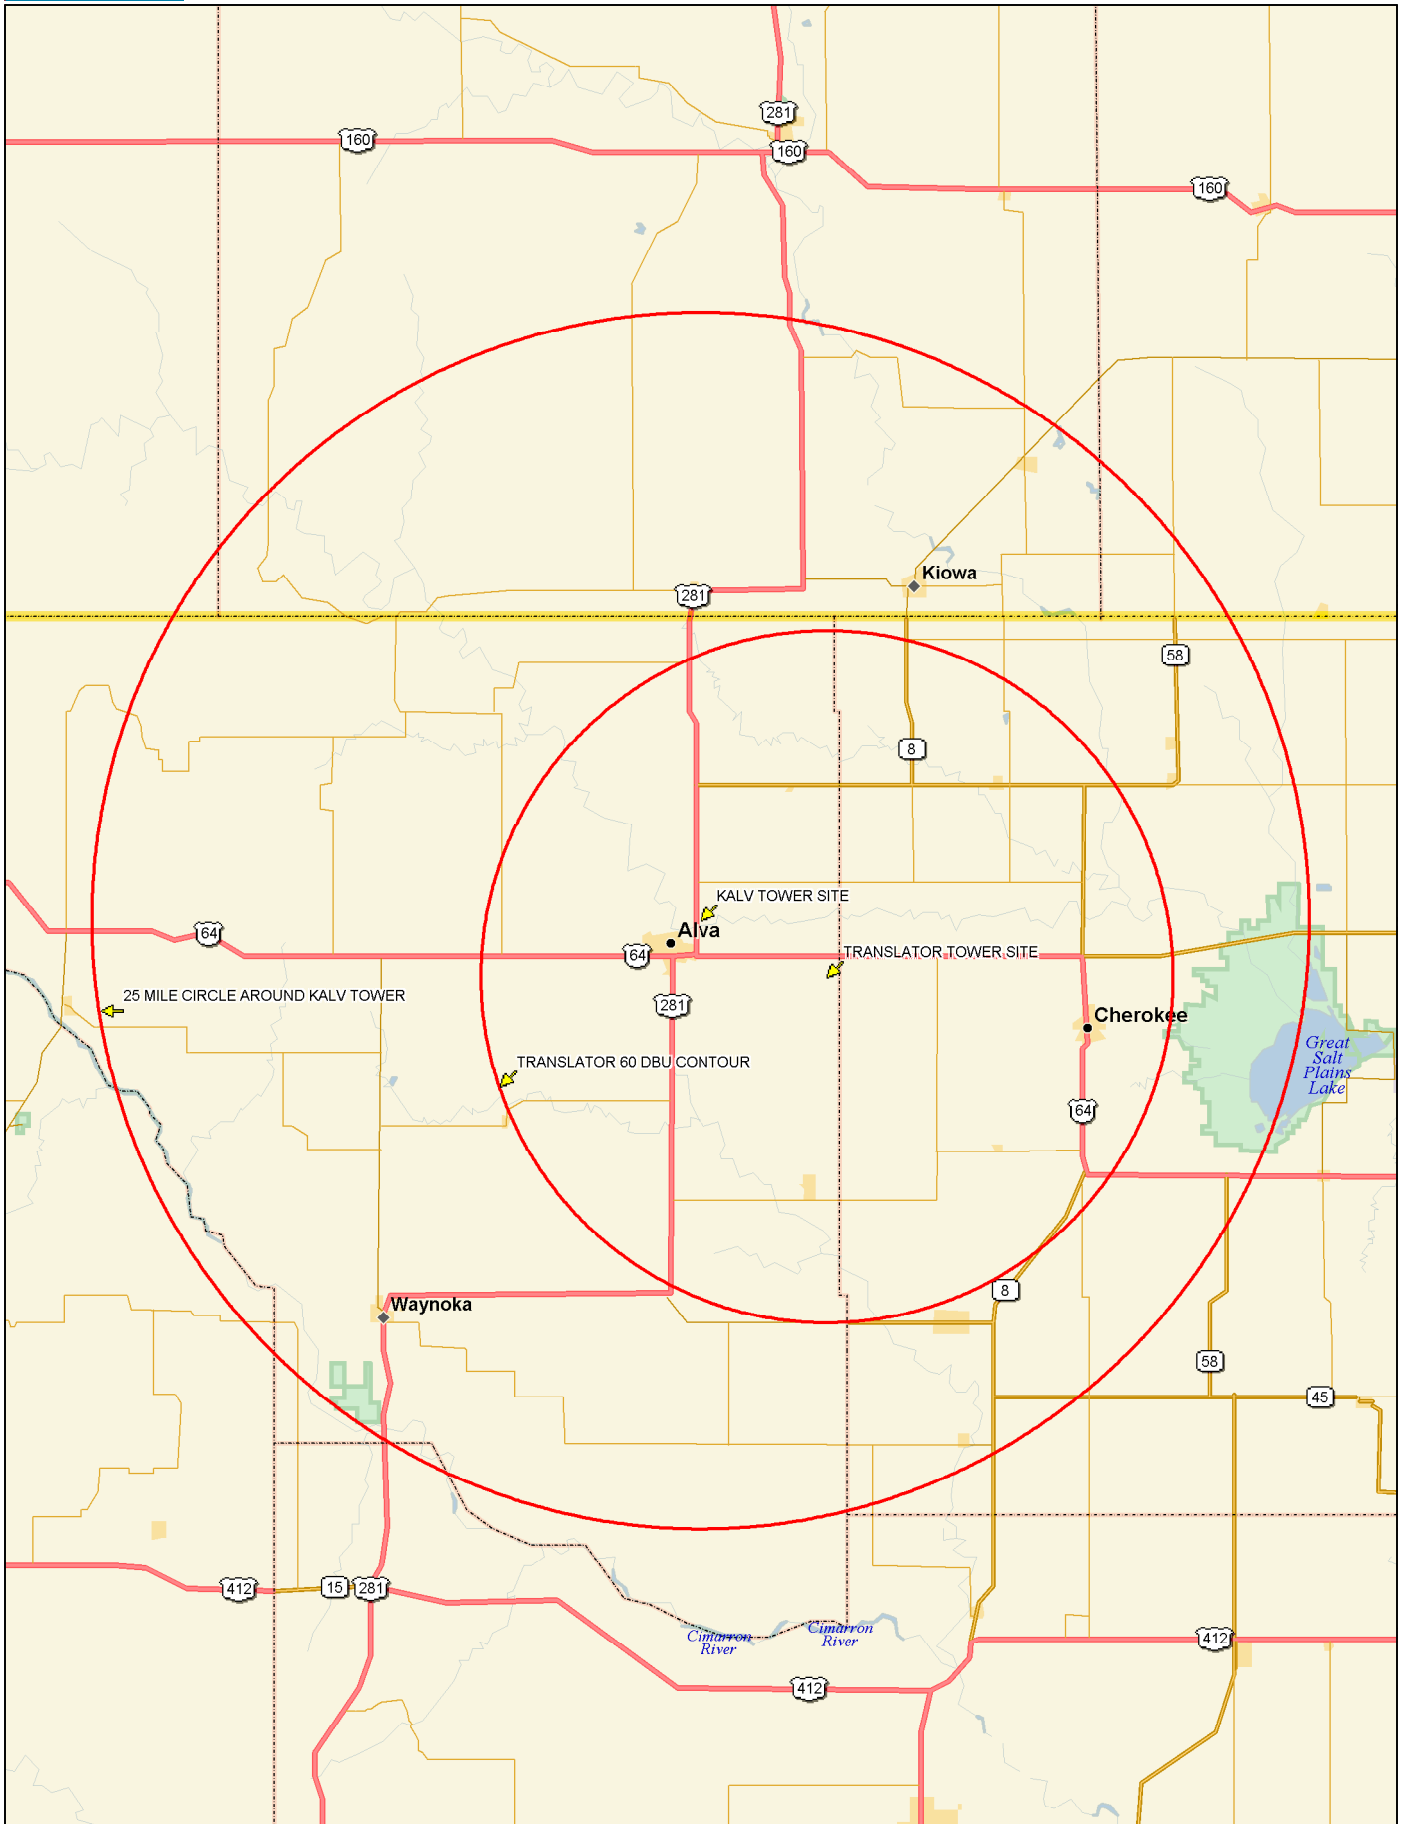 281
160
160
160
Kiowa
281
58
8
KALV TOWER SITE
Alva
64
64
TRANSLATOR TOWER SITE
25 MILE CIRCLE AROUND KALV TOWER
281
Cherokee
Great
Salt
Plains
Lake
TRANSLATOR 60 DBU CONTOUR
64
8
Waynoka
58
45
412
15
281
Cimarron
River
Cimarron
River
412
412